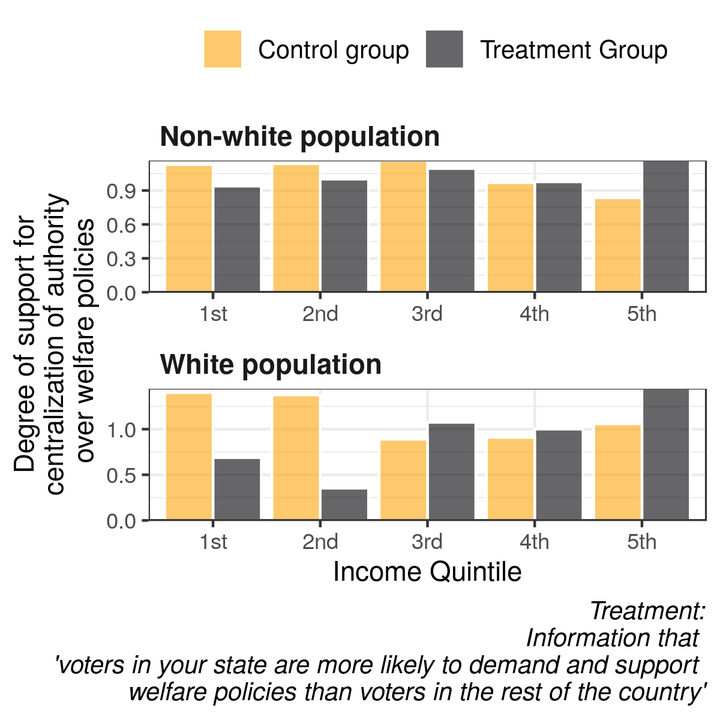 Control group
Treatment Group
Non-white population
0.9
0.6
0.3
0.0
1st
2nd
3rd
4th
5th
Degree of support for
centralization of authority
over welfare policies
White population
1.0
0.5
0.0
1st
2nd
3rd
4th
5th
Income Quintile
Treatment:
Information that
'voters in your state are more likely to demand and support
welfare policies than voters in the rest of the country'